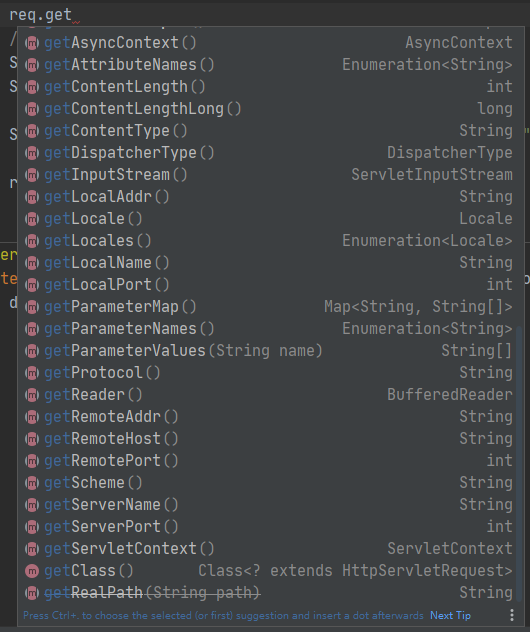 req.get
getAsyncContext() AsyncContext
getAttributeNames() Enumeration<String>
getContentLength() int
getContentLengthLong() long
getContentType() String
getDispatcherType() DispatcherType
getInputStream() ServletInputStream
getLocalAddr() String
getLocale() Locale
getLocales() Enumeration<Locale>
getLocalName() String
getLocalPort() int
getParameterMap() Map<String, String[]>
getParameterNames() Enumeration<String>
getParameterValues(String name) String[]
getProtocol() String
getReader() BufferedReader
getRemoteAddr() String
getRemoteHost() String
getRemotePort() int
getScheme() String
getServerName() String
getServerPort() int
getServletContext() ServletContext
getClass() Class<? extends HttpServletRequest>
getRealPath(String path) String
Press Ctrl+. to choose the selected (or first) suggestion and insert a dot afterwards Next Tip